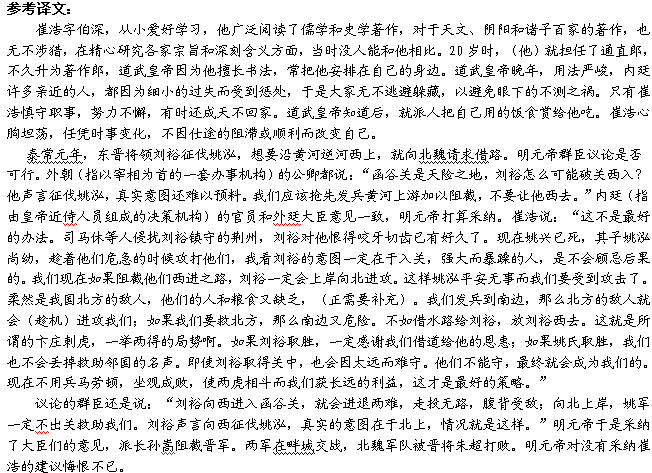 参考译文：
崔浩字伯深，从小爱好学习，他广泛阅读了儒学和史学著作，对于天文、阴阳和诸子百家的著作，也
无不涉猎，在精心研究各家宗旨和深刻含义方面，当时没人能和他相比。20 岁时，（他）就担任了通直郎，
不久升为著作郎，道武皇帝因为他擅长书法，常把他安排在自己的身边。道武皇帝晚年，用法严峻，内廷
许多亲近的人，都因为细小的过失而受到惩处，于是大家无不逃避躲藏，以避免眼下的不测之祸。只有崔
浩慎守职事，努力不懈，有时还成天不回家。道武皇帝知道后，就派人把自己用的饭食赏给他吃。崔浩心
胸坦荡，任凭时事变化，不因仕途的阻滞或顺利而改变自己。
泰常元年，东晋将领刘裕征伐姚泓，想要沿黄河逆河西上，就向北魏请求借路。明元帝群臣议论是否
可行。外朝（指以宰相为首的一套办事机构）的公卿都说：“函谷关是天险之地，刘裕怎么可能破关西入？
他声言征伐姚泓，真实意图还难以预料。我们应该抢先发兵黄河上游加以阻截，不要让他西去。”内廷（指
由皇帝近侍人员组成的决策机构）的官员和外廷大臣意见一致，明元帝打算采纳。崔浩说：“这不是最好
的办法。司马休等人侵扰刘裕镇守的荆州，刘裕对他恨得咬牙切齿已有好久了。现在姚兴已死，其子姚泓
尚幼，趁着他们危急的时候攻打他们，我看刘裕的意图一定在于入关，强大而暴躁的人，是不会顾忌后果
的。我们现在如果阻截他们西进之路，刘裕一定会上岸向北进攻。这样姚泓平安无事而我们要受到攻击了。
柔然是我国北方的敌人，他们的人和粮食又缺乏，（正需要补充）。我们发兵到南边，那么北方的敌人就
会（趁机）进攻我们；如果我们要救北方，那么南边又危险。不如借水路给刘裕，放刘裕西去。这就是所
谓的卞庄刺虎，一举两得的局势啊。如果刘裕取胜，一定感谢我们借道给他的恩惠；如果姚氏取胜，我们
也不会丢掉救助邻国的名声。即使刘裕取得关中，也会因太远而难守。他们不能守，最终就会成为我们的。
现在不用兵马劳顿，坐观成败，使两虎相斗而我们获长远的利益，这才是最好的策略。”
议论的群臣还是说：“刘裕向西进入函谷关，就会进退两难，走投无路，腹背受敌；向北上岸，姚军
一定不出关救助我们。刘裕声言向西征伐姚泓，真实的意图在于北上，情况就是这样。”明元帝于是采纳
了大臣们的意见，派长孙嵩阻截晋军。两军在畔城交战，北魏军队被晋将朱超打败。明元帝对没有采纳崔
浩的建议悔恨不已。